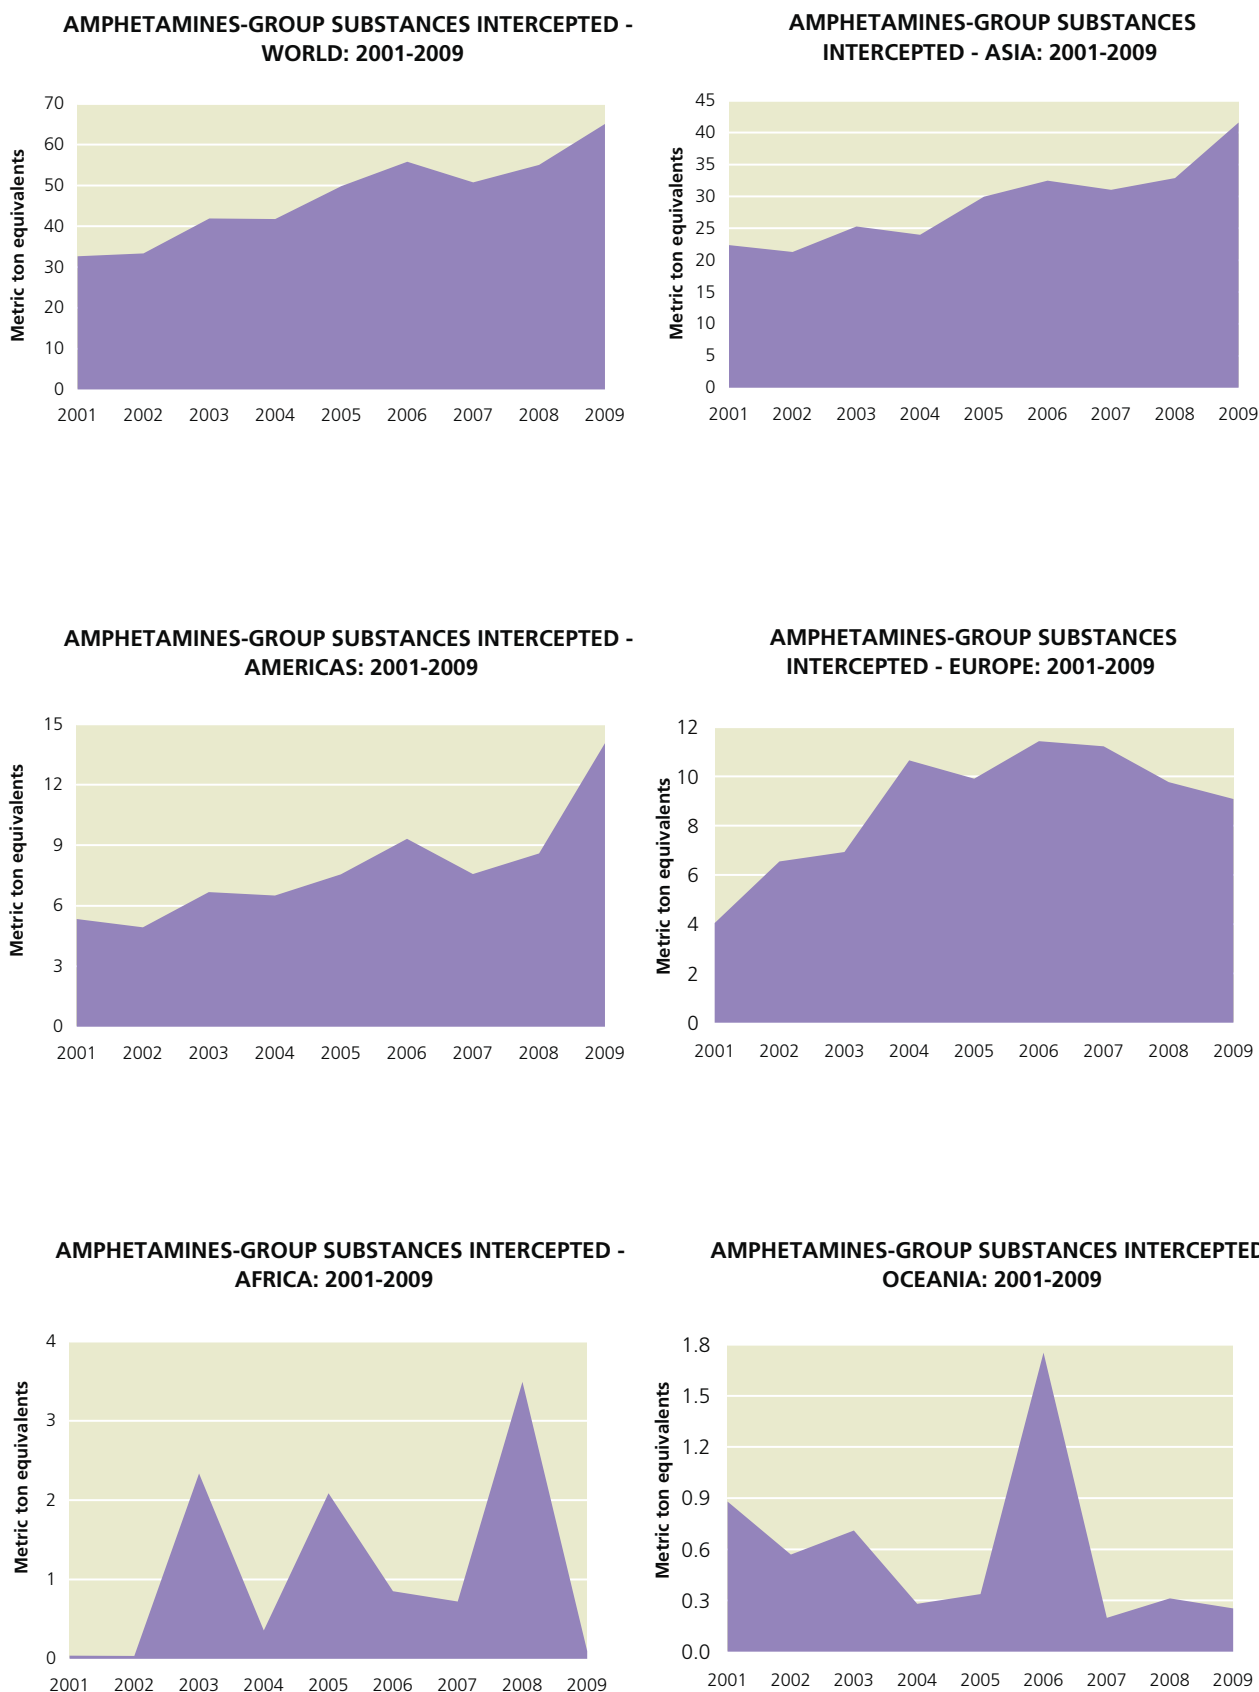 AMPHETAMINES-GROUP SUBSTANCES INTERCEPTED -
WORLD: 2001-2009
Metric ton equivalents
70
60
50
40
30
20
10
0
2001 2002 2003 2004 2005 2006 2007 2008 2009
AMPHETAMINES-GROUP SUBSTANCES
INTERCEPTED - ASIA: 2001-2009
Metric ton equivalents
45
40
35
30
25
20
15
10
5
0
2001 2002 2003 2004 2005 2006 2007 2008 2009
AMPHETAMINES-GROUP SUBSTANCES INTERCEPTED -
AMERICAS: 2001-2009
Metric ton equivalents
15
12
9
6
3
0
2001 2002 2003 2004 2005 2006 2007 2008 2009
AMPHETAMINES-GROUP SUBSTANCES
INTERCEPTED - EUROPE: 2001-2009
Metric ton equivalents
12
10
8
6
4
2
0
2001 2002 2003 2004 2005 2006 2007 2008 2009
AMPHETAMINES-GROUP SUBSTANCES INTERCEPTED -
AFRICA: 2001-2009
Metric ton equivalents
4
3
2
1
0
2001 2002 2003 2004 2005 2006 2007 2008 2009
AMPHETAMINES-GROUP SUBSTANCES INTERCEPTED
OCEANIA: 2001-2009
Metric ton equivalents
1.8
1.5
1.2
0.9
0.6
0.3
0.0
2001 2002 2003 2004 2005 2006 2007 2008 2009